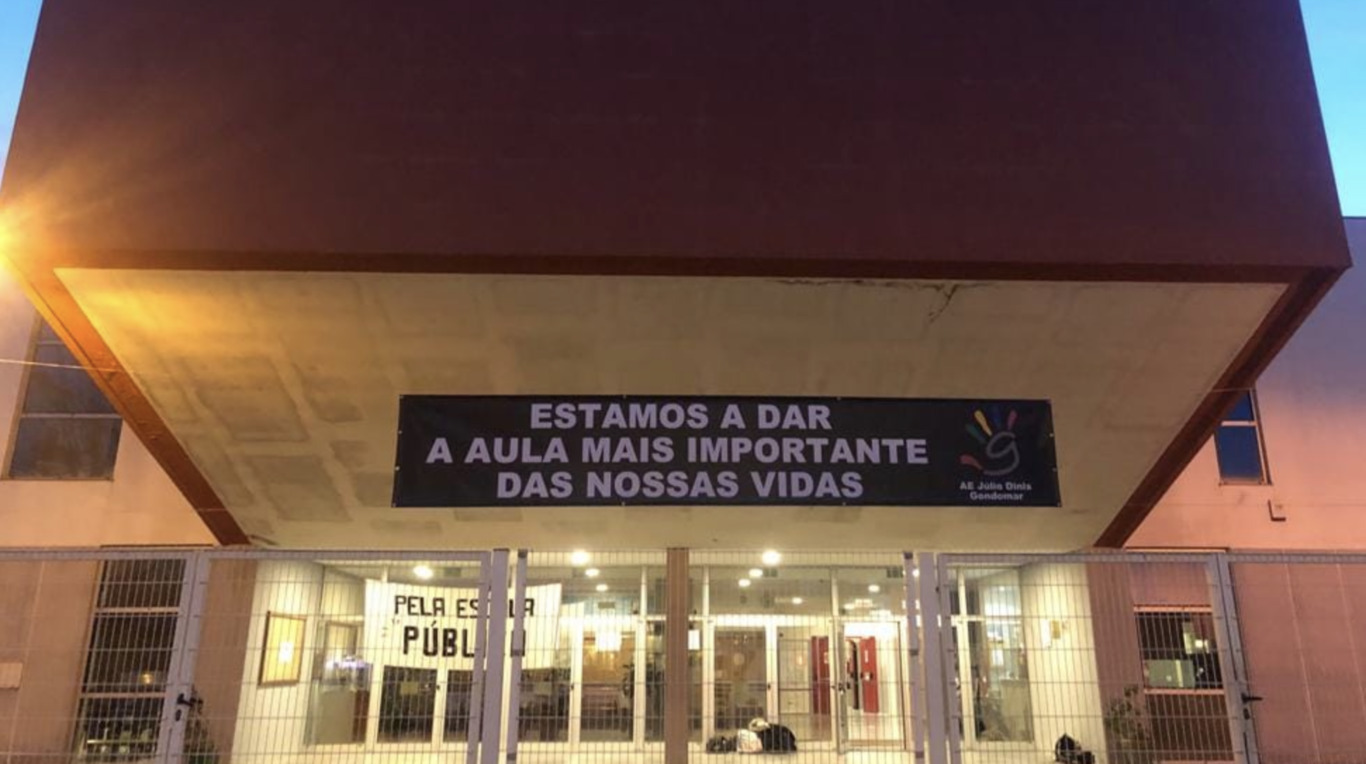 ESTAMOS A DAR
A AULA MAIS IMPORTANTE
DAS NOSSAS VIDAS
AE Júlio Dinis
Gondomar
PELA ESCOLA
PÚBLICA